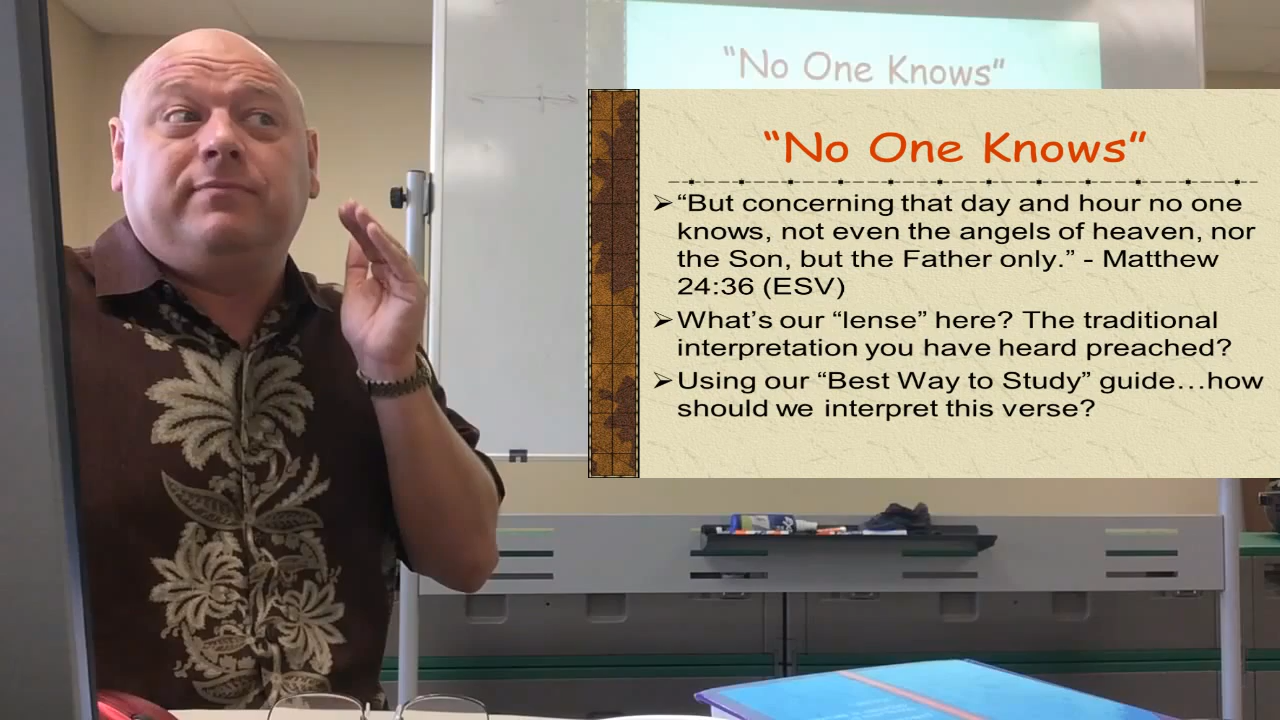 “No One Knows”
“No One Knows”
“But concerning that day and hour no one
knows, not even the angels of heaven, nor
the Son, but the Father only.” - Matthew
24:36 (ESV)
What’s our “lense” here? The traditional
interpretation you have heard preached?
Using our “Best Way to Study” guide…how
should we interpret this verse?